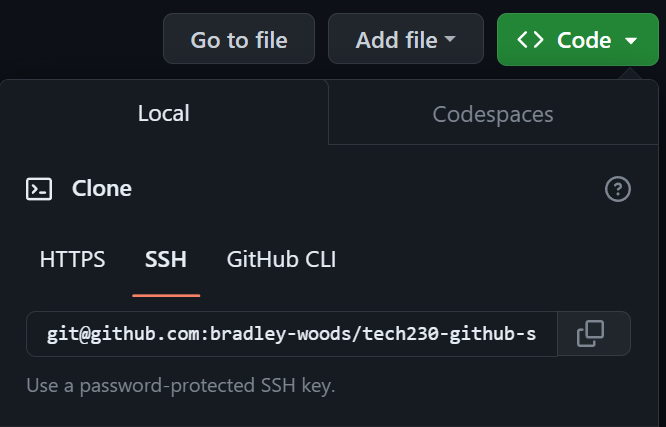 Go to file Add file <> Code
Local Codespaces
Clone
HTTPS SSH GitHub CLI
git@github.com:bradley-woods/tech230-github-s
Use a password-protected SSH key.